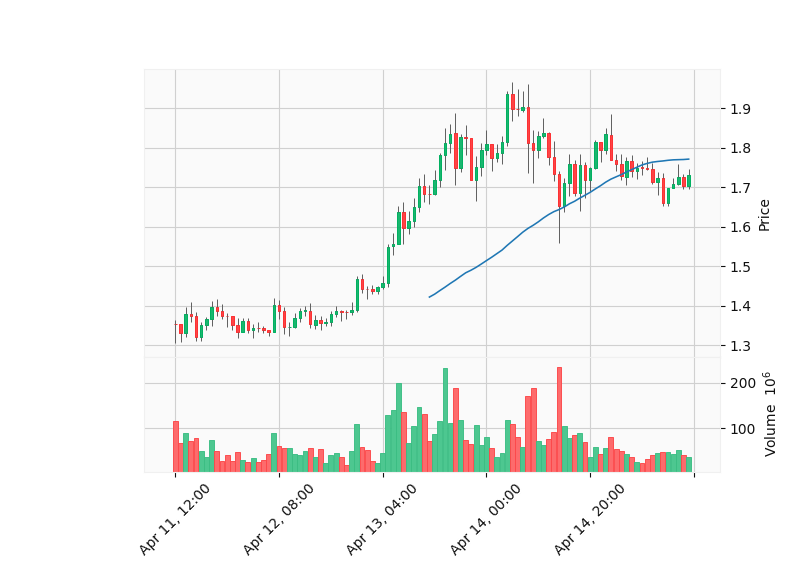 1.9
1.8
1.7
1.6
1.5
1.4
1.3
Price
200
100
Volume 10⁶
Apr 11, 12:00
Apr 12, 08:00
Apr 13, 04:00
Apr 14, 00:00
Apr 14, 20:00